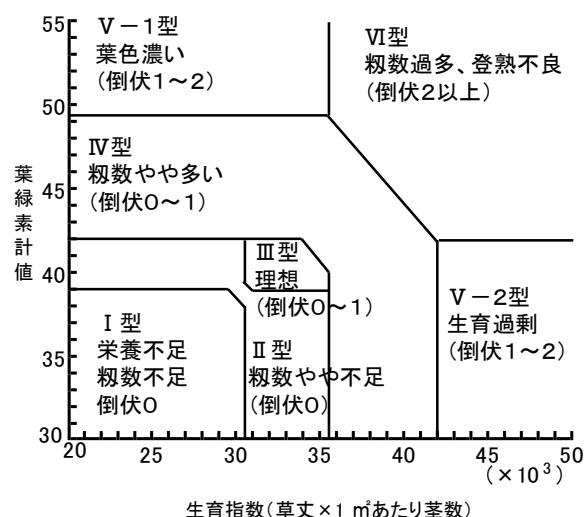 55
50
45
40
35
30
葉緑素計値
Ⅴ－1型
葉色濃い
(倒伏1～2)
Ⅵ型
籾数過多、登熟不良
(倒伏2以上)
Ⅳ型
籾数やや多い
(倒伏0～1)
Ⅲ型
理想
(倒伏0～1)
Ⅰ型
栄養不足
籾数不足
倒伏0
Ⅱ型
籾数やや不足
(倒伏0)
Ⅴ－2型
生育過剰
(倒伏1～2)
20 25 30 35 40 45 50
(×10³)
生育指数(草丈×1㎡あたり茎数)